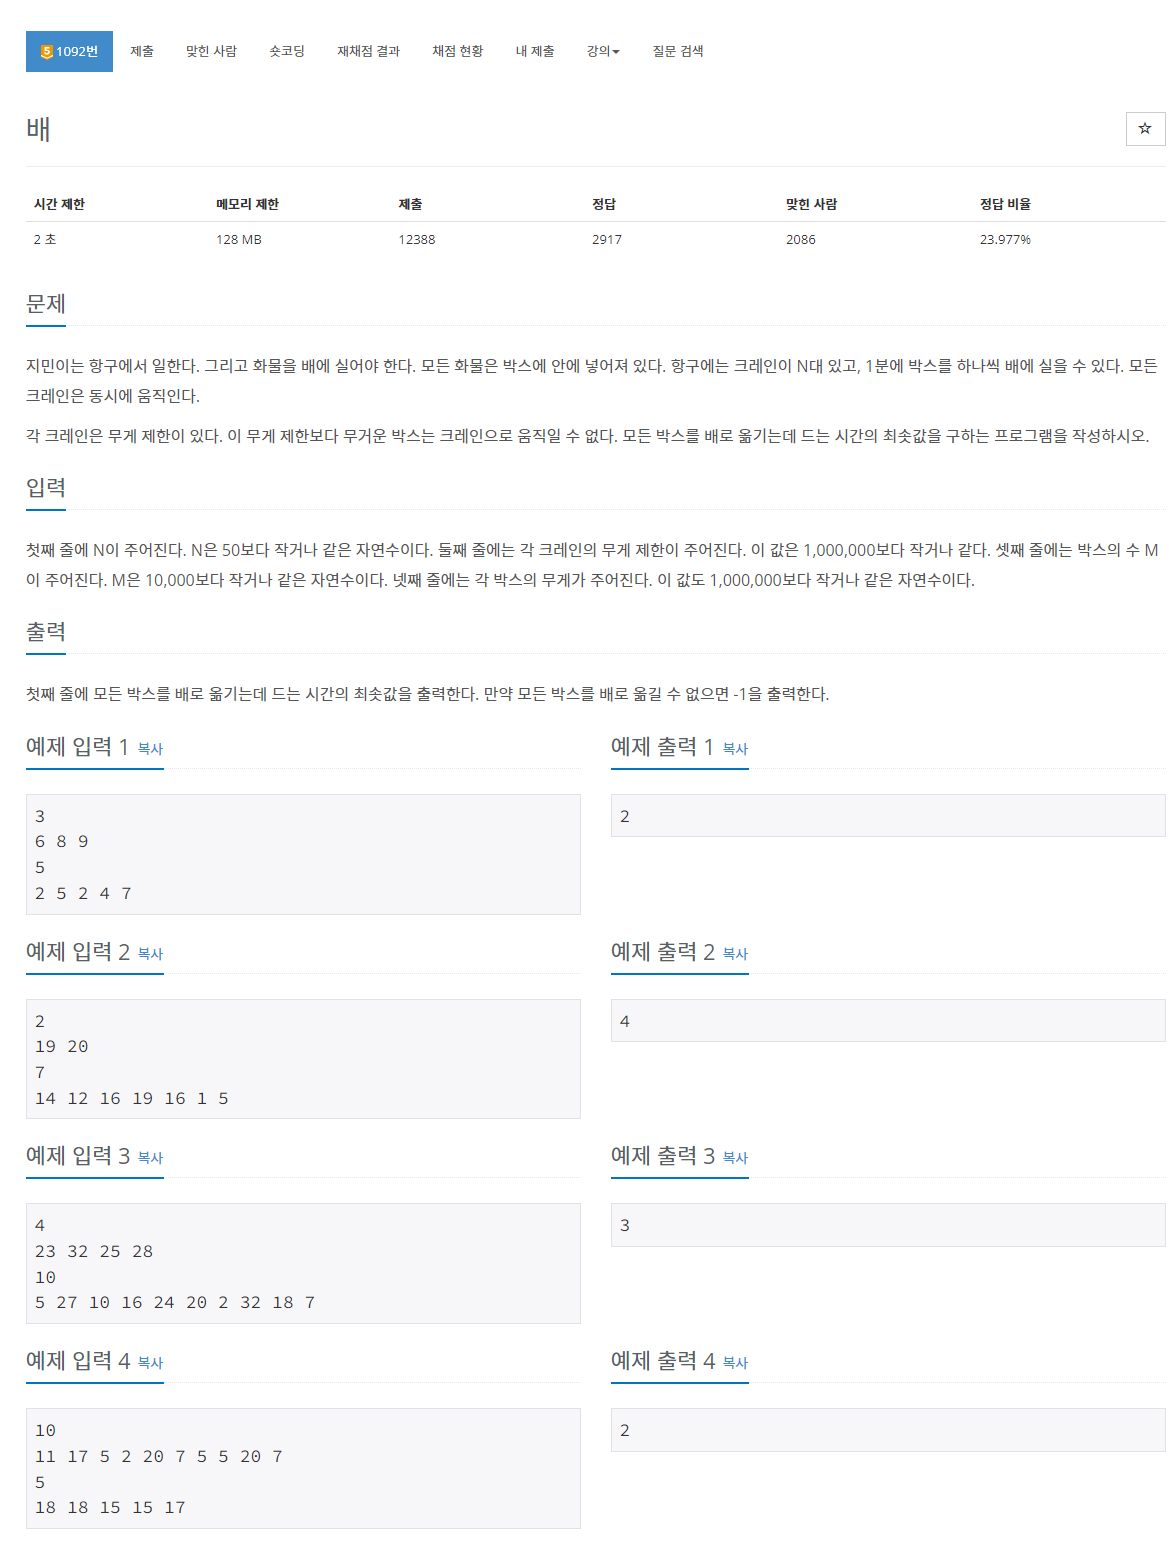 5 1092번 제출 맞힌 사람 숏코딩 재채점 결과 채점 현황 내 제출 강의 질문 검색
배
시간 제한 메모리 제한 제출 정답 맞힌 사람 정답 비율
2 초 128 MB 12388 2917 2086 23.977%
문제
지민이는 항구에서 일한다. 그리고 화물을 배에 실어야 한다. 모든 화물은 박스에 안에 넣어져 있다. 항구에는 크레인이 N대 있고, 1분에 박스를 하나씩 배에 실을 수 있다. 모든
크레인은 동시에 움직인다.
각 크레인은 무게 제한이 있다. 이 무게 제한보다 무거운 박스는 크레인으로 움직일 수 없다. 모든 박스를 배로 옮기는데 드는 시간의 최솟값을 구하는 프로그램을 작성하시오.
입력
첫째 줄에 N이 주어진다. N은 50보다 작거나 같은 자연수이다. 둘째 줄에는 각 크레인의 무게 제한이 주어진다. 이 값은 1,000,000보다 작거나 같다. 셋째 줄에는 박스의 수 M
이 주어진다. M은 10,000보다 작거나 같은 자연수이다. 넷째 줄에는 각 박스의 무게가 주어진다. 이 값도 1,000,000보다 작거나 같은 자연수이다.
출력
첫째 줄에 모든 박스를 배로 옮기는데 드는 시간의 최솟값을 출력한다. 만약 모든 박스를 배로 옮길 수 없으면 -1을 출력한다.
예제 입력 1 복사
3
6 8 9
5
2 5 2 4 7
예제 출력 1 복사
2
예제 입력 2 복사
2
19 20
7
14 12 16 19 16 1 5
예제 출력 2 복사
4
예제 입력 3 복사
4
23 32 25 28
10
5 27 10 16 24 20 2 32 18 7
예제 출력 3 복사
3
예제 입력 4 복사
10
11 17 5 2 20 7 5 5 20 7
5
18 18 15 15 17
예제 출력 4 복사
2